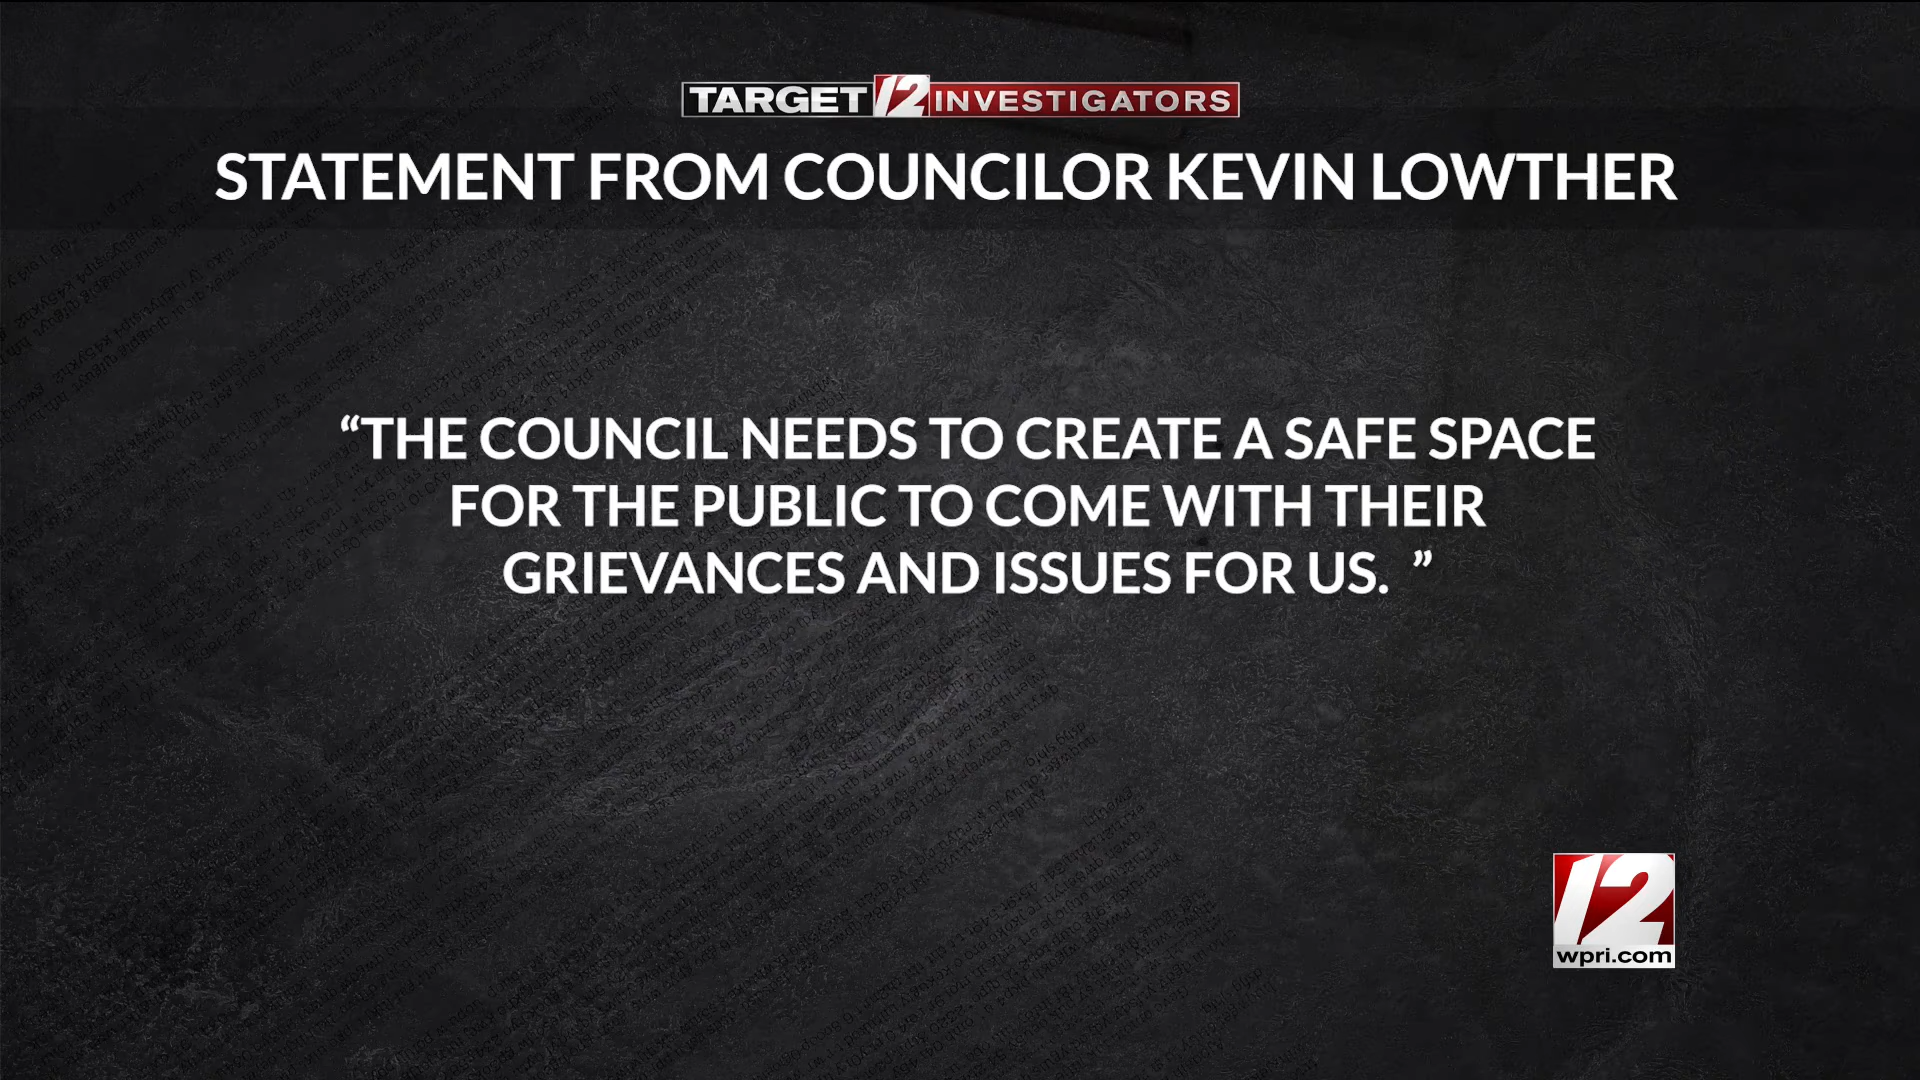 TARGET 12 INVESTIGATORS
STATEMENT FROM COUNCILOR KEVIN LOWTHER
“THE COUNCIL NEEDS TO CREATE A SAFE SPACE
FOR THE PUBLIC TO COME WITH THEIR
GRIEVANCES AND ISSUES FOR US.  ”
12
wpri.com